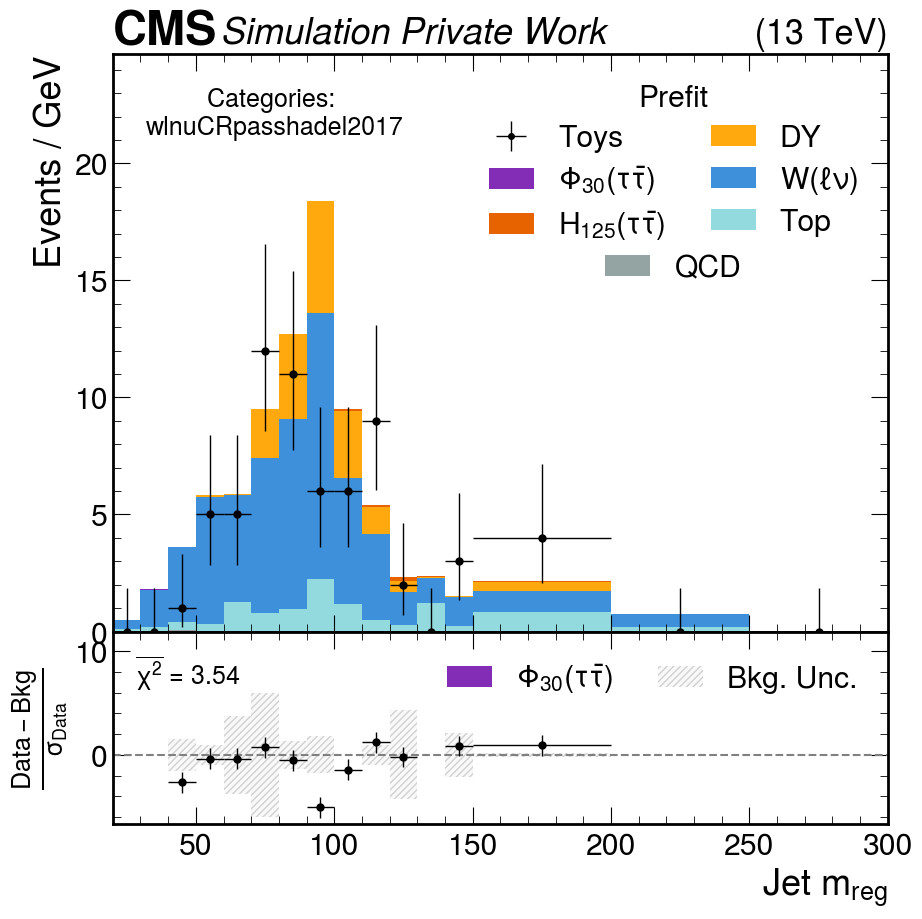 CMS Simulation Private Work (13 TeV)
Events / GeV
Categories:
wlnuCRpasshadel2017
Prefit
Toys
Φ30(ττ̄)
H125(ττ̄)
DY
W(ℓν)
Top
QCD
20
15
10
5
0
χ² = 3.54
Φ30(ττ̄)
Bkg. Unc.
Data – Bkg
σData
10
0
50 100 150 200 250 300
Jet mreg